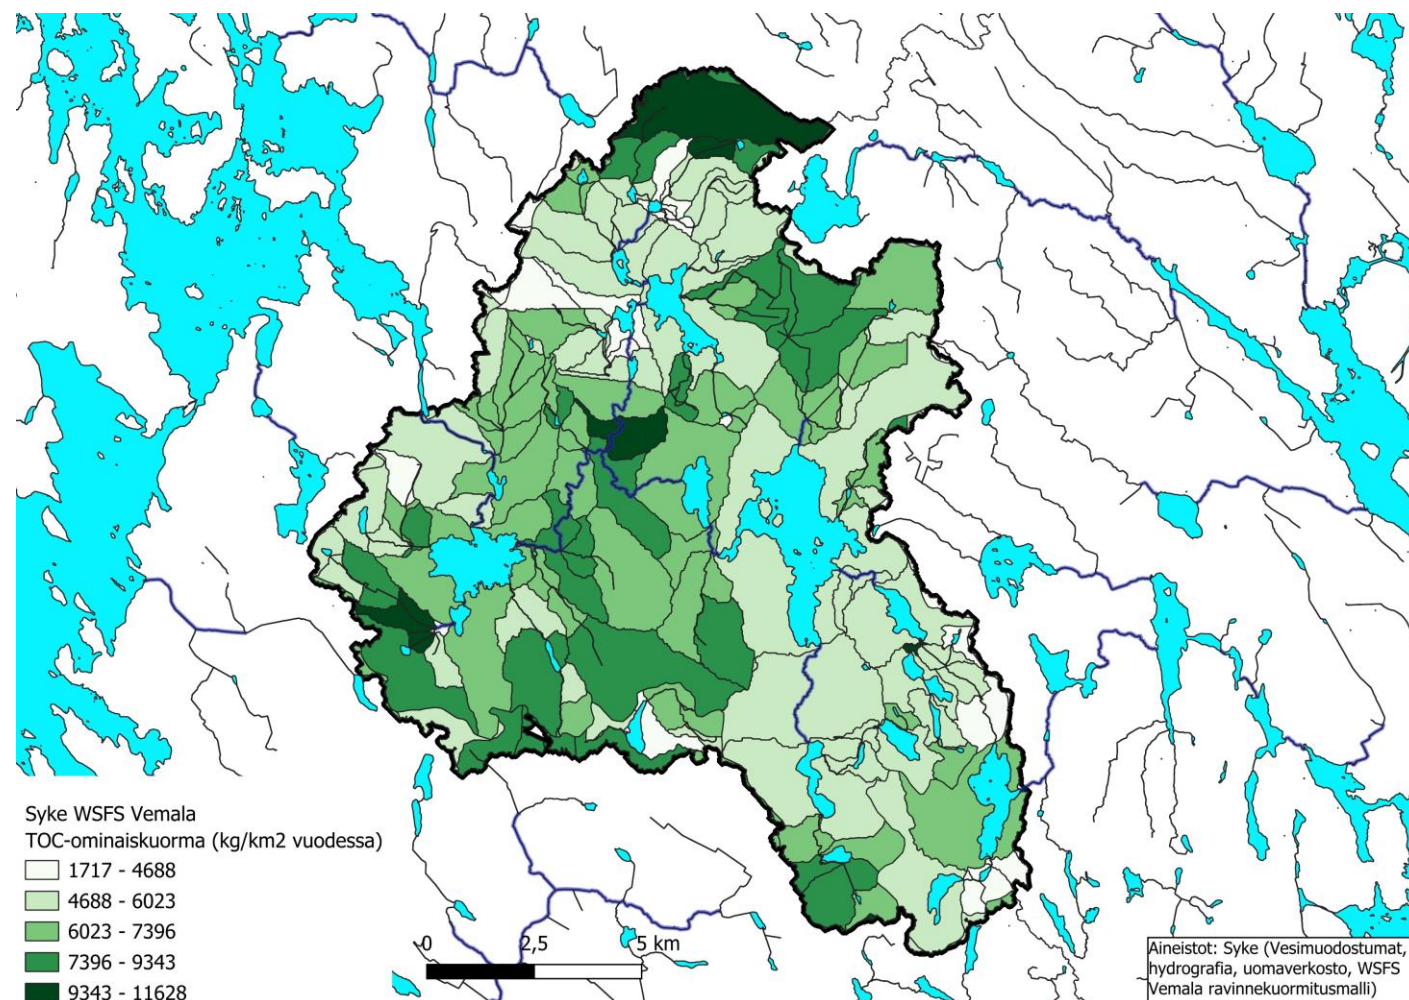 Syke WSFS Vemala
TOC-ominaiskuorma (kg/km2 vuodessa)
1717 - 4688
4688 - 6023
6023 - 7396
7396 - 9343
9343 - 11628
0 2,5 5 km
Aineistot: Syke (Vesimuodostumat,
hydrografia, uomaverkosto, WSFS
Vemala ravinnekuormitusmalli)